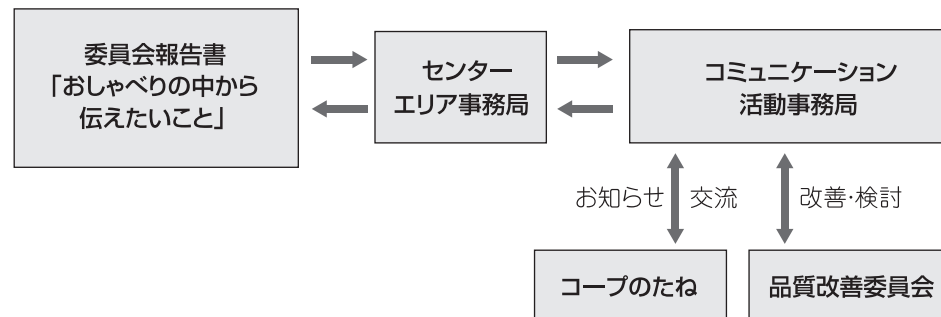 委員会報告書
「おしゃべりの中から
伝えたいこと」
センター
エリア事務局
コミュニケーション
活動事務局
お知らせ
交流
改善・検討
コープのたね
品質改善委員会